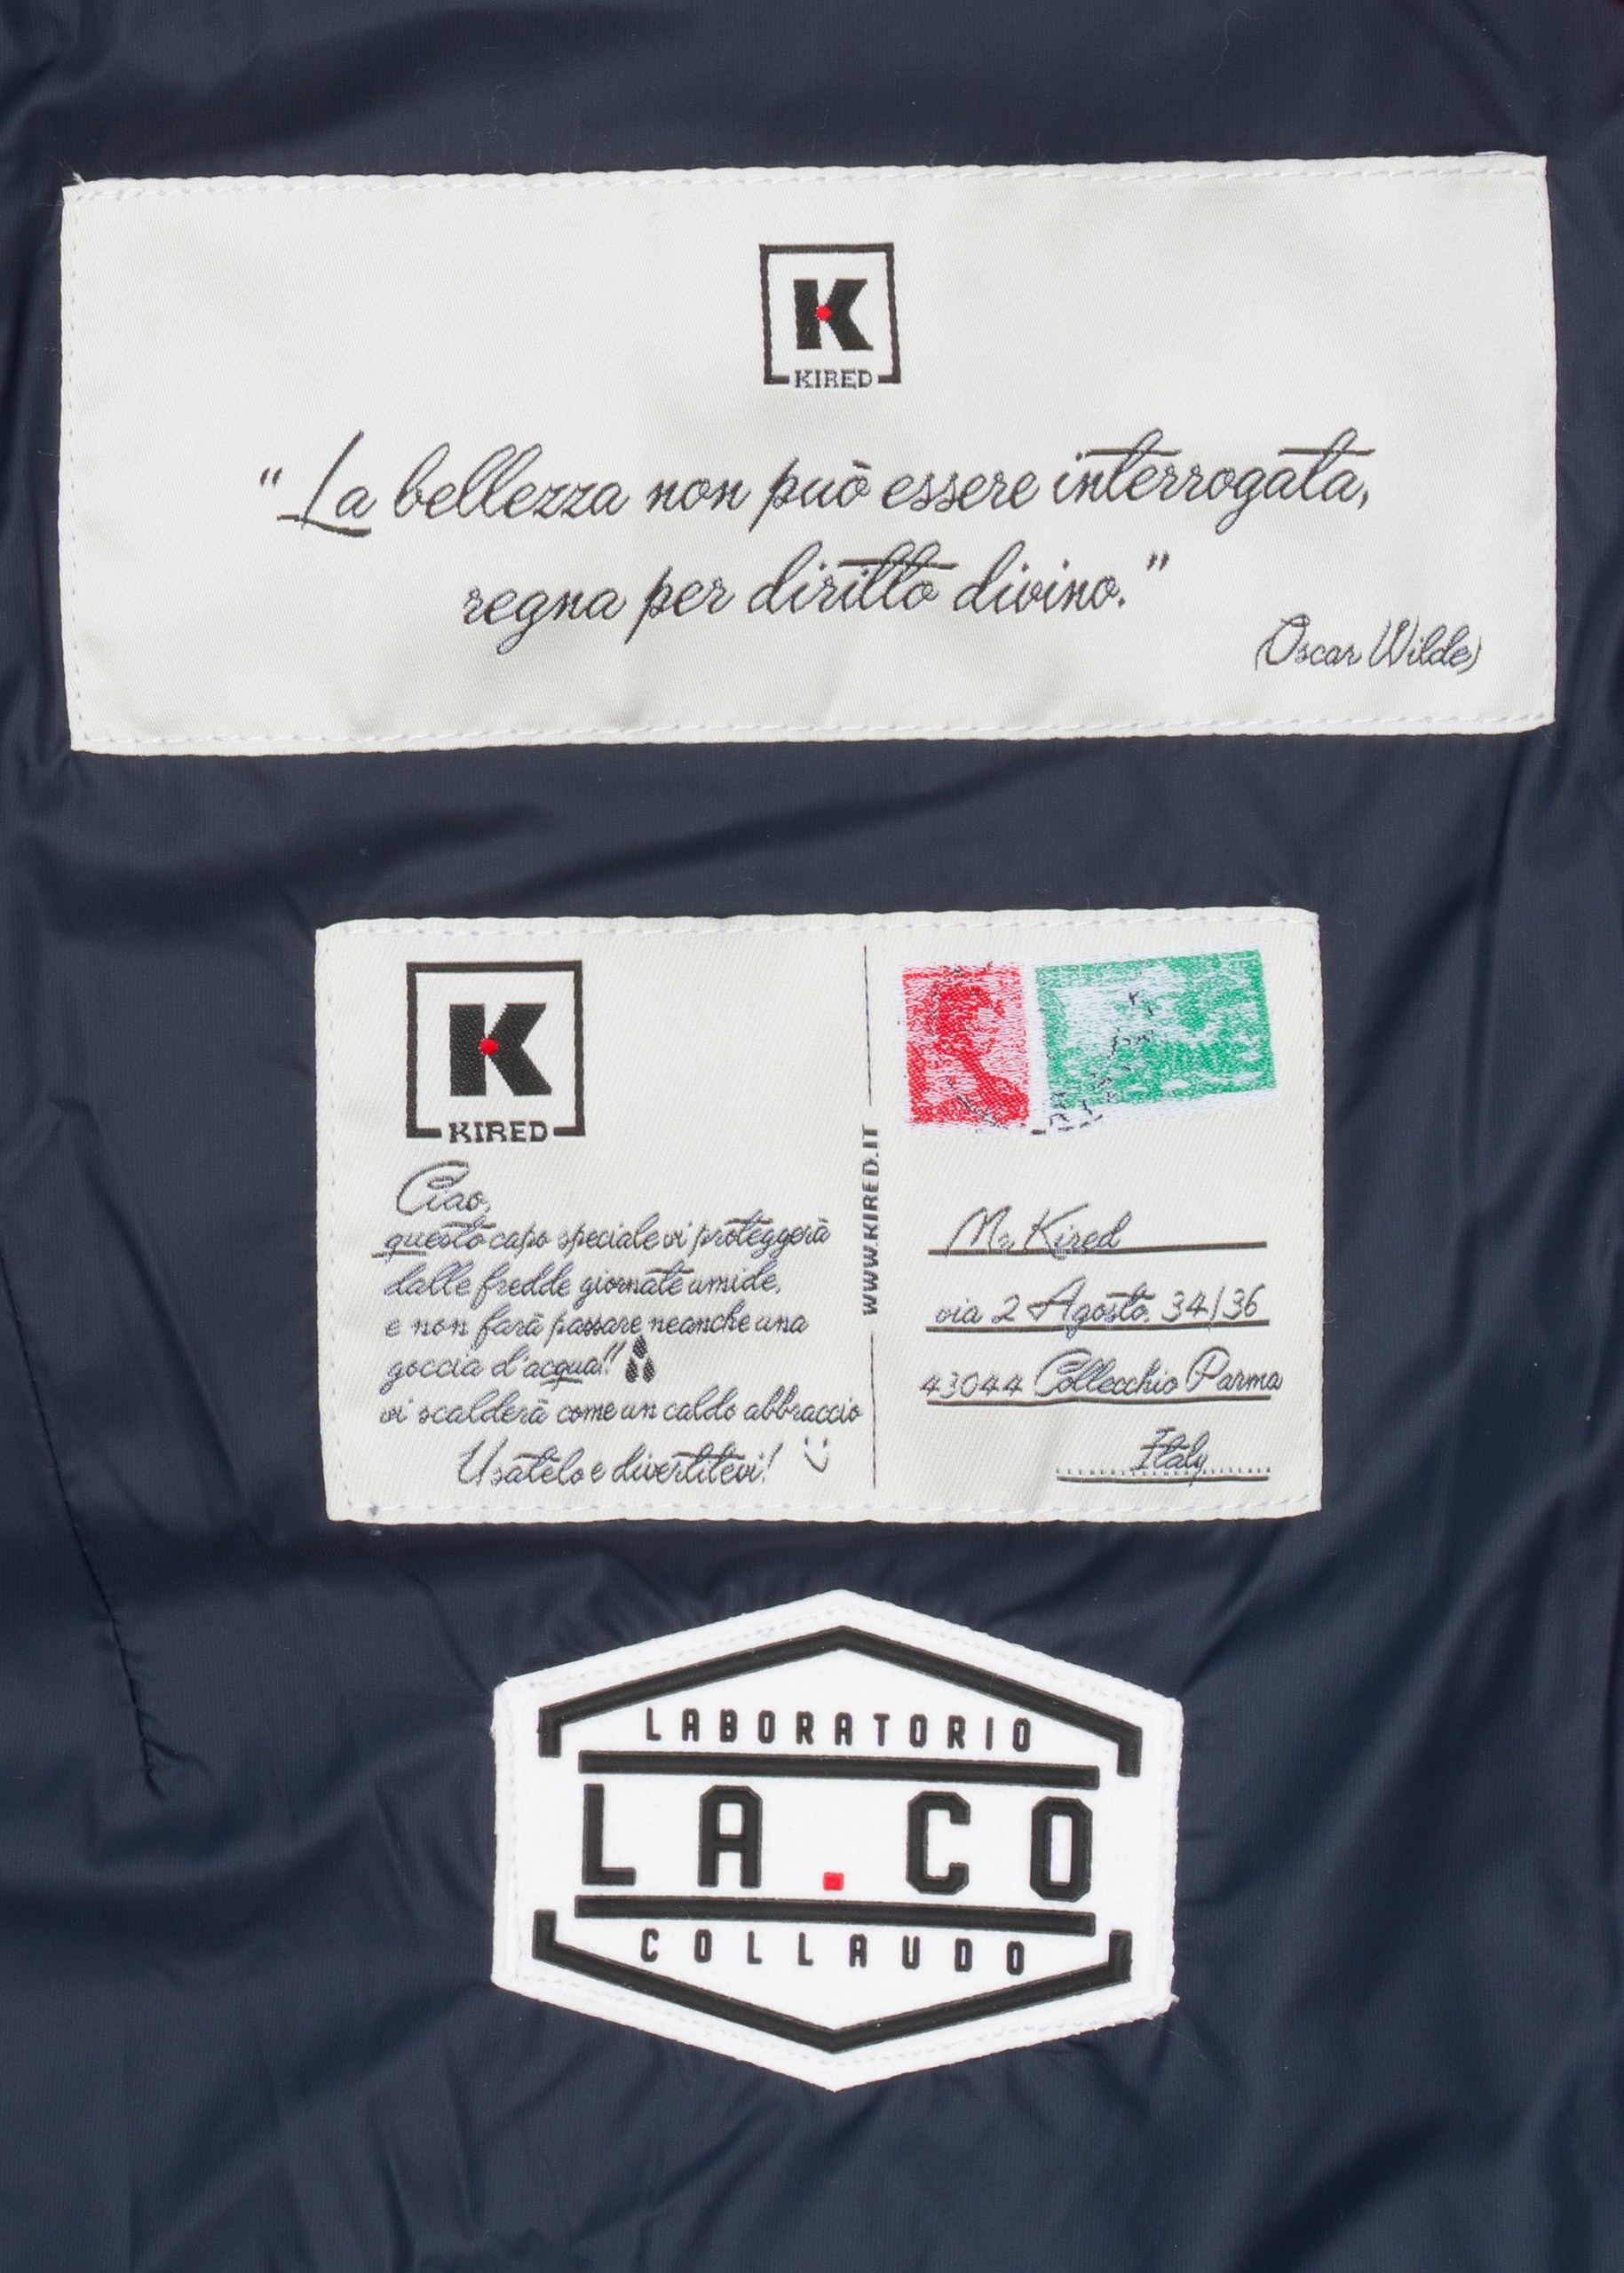 K
KIRED
"La bellezza non può essere interrogata,
regna per diritto divino."
(Oscar Wilde)
K
KIRED
Ciao,
questo capo speciale vi proteggerà
dalle fredde giornate umide,
e non farà passare neanche una
goccia d'acqua!!
vi scalderà come un caldo abbraccio
Usatelo e divertitevi!
WWW.KIRED.IT
Mr Kired
via 2 Agosto, 34/36
43044 Collecchio Parma
Italy
LABORATORIO
LA.CO
COLLAUDO